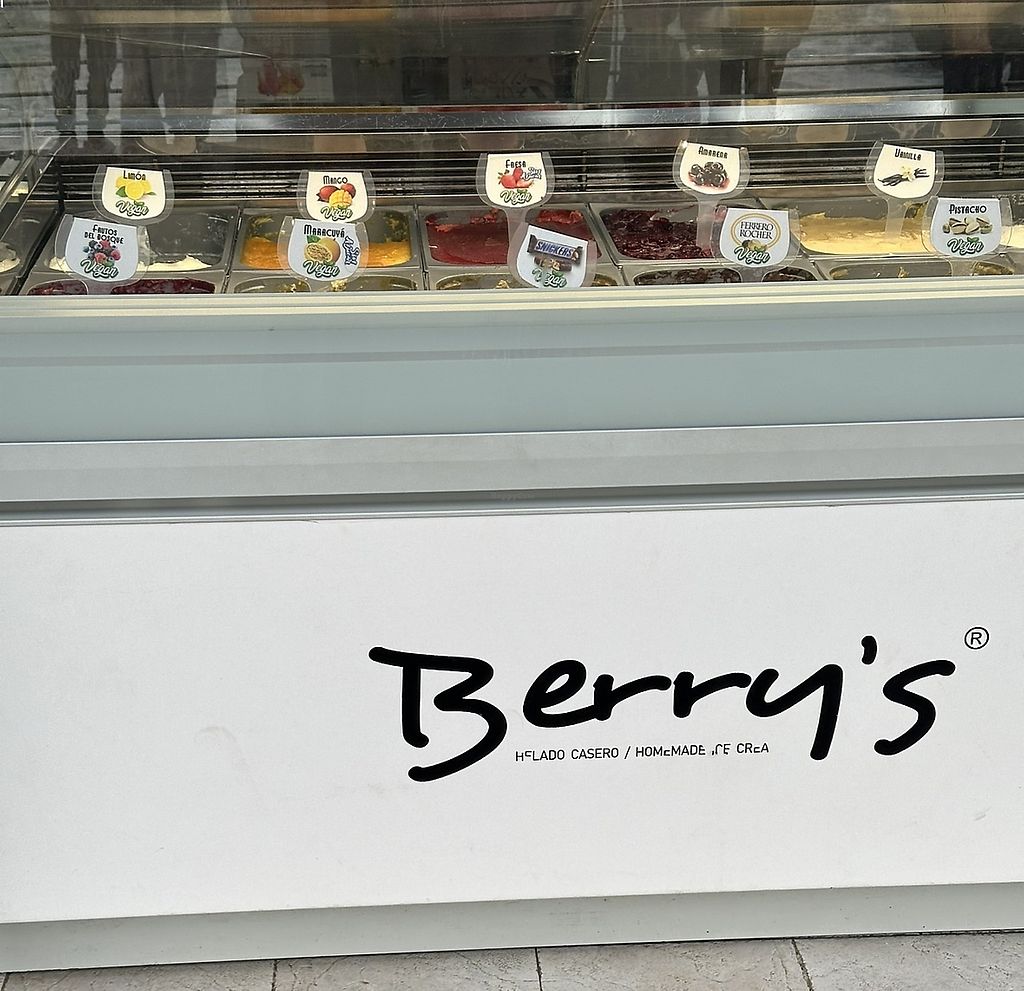 LIMÓN
Vegan
MANGO
Vegan
FRESA
Vegan
AMARENA
VAINILLA
FRUTOS
DEL BOSQUE
Vegan
MARACUYÁ
Vegan
SNICKERS
Vegan
FERRERO
ROCHER
Vegan
PISTACHO
Vegan
Berry's ®
HELADO CASERO / HOMEMADE ICE CREA